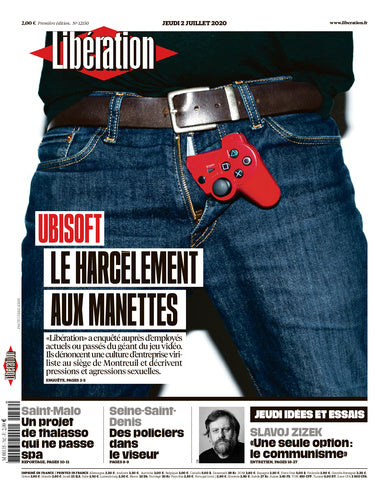 2,00 € Première édition. Nº 12150
JEUDI 2 JUILLET 2020
www.liberation.fr
Libération
UBISOFT
LE HARCÈLEMENT
AUX MANETTES
«Libération» a enquêté auprès d'employés
actuels ou passés du géant du jeu vidéo.
Ils dénoncent une culture d'entreprise viri-
liste au siège de Montreuil et décrivent
pressions et agressions sexuelles.
ENQUÊTE, PAGES 2-5
Libération
Saint-Malo
Un projet
de thalasso
qui ne passe
spa
REPORTAGE, PAGES 10-11
Seine-Saint-
Denis
Des policiers
dans
le viseur
PAGES 8-9
JEUDI IDÉES ET ESSAIS
SLAVOJ ZIZEK
«Une seule option:
le communisme»
ENTRETIEN, PAGES 18-27